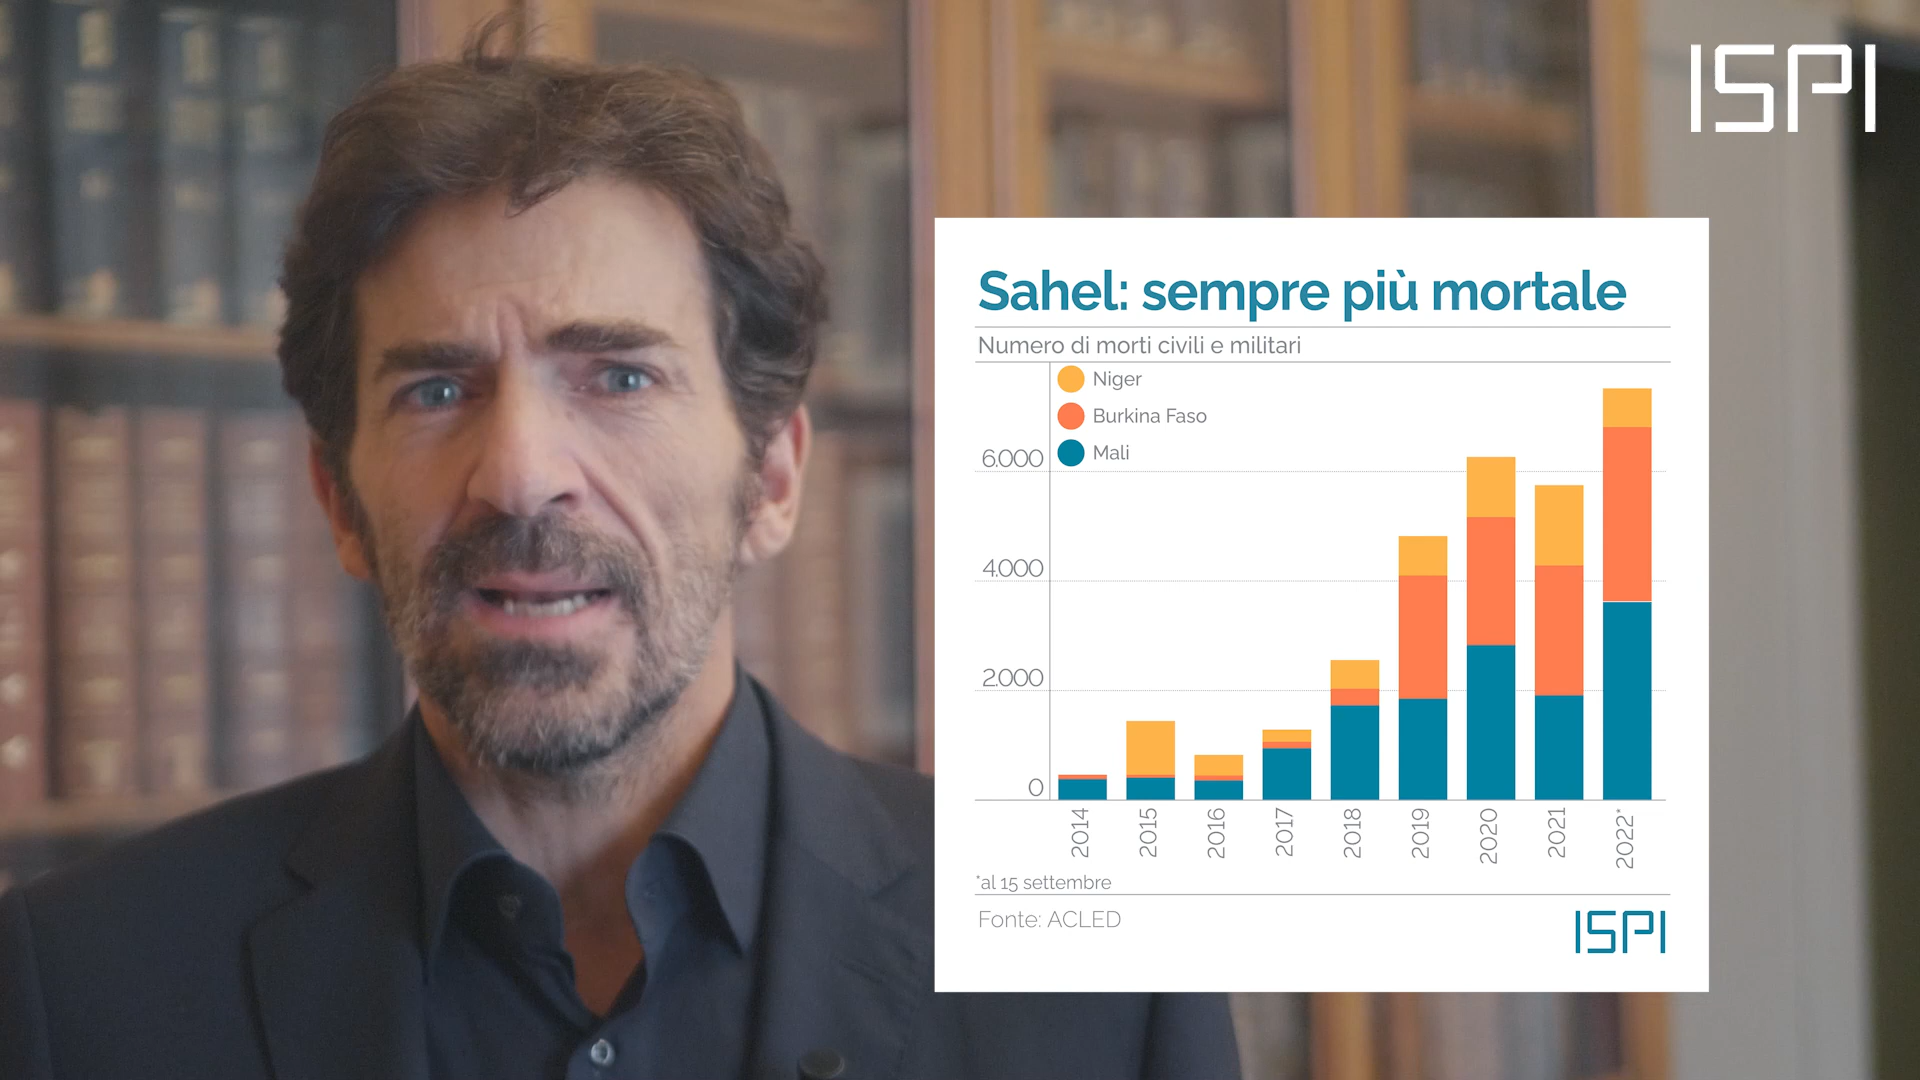 ISPI
Sahel: sempre più mortale
Numero di morti civili e militari
Niger
Burkina Faso
Mali
6.000
4.000
2.000
0
2014
2015
2016
2017
2018
2019
2020
2021
2022*
*al 15 settembre
Fonte: ACLED
ISPI